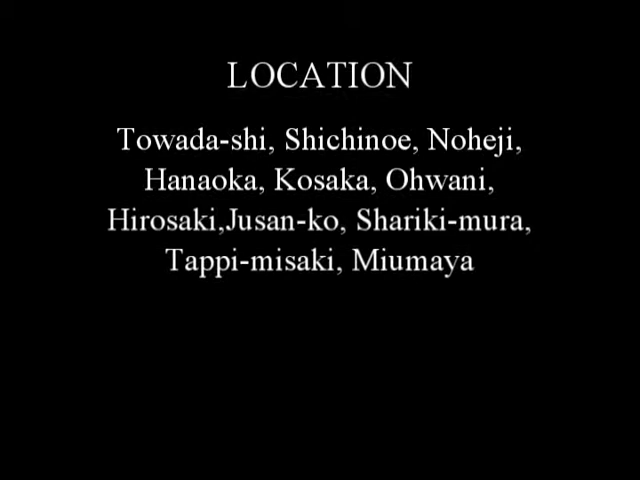 LOCATION
Towada-shi, Shichinoe, Noheji,
Hanaoka, Kosaka, Ohwani,
Hirosaki,Jusan-ko, Shariki-mura,
Tappi-misaki, Miumaya